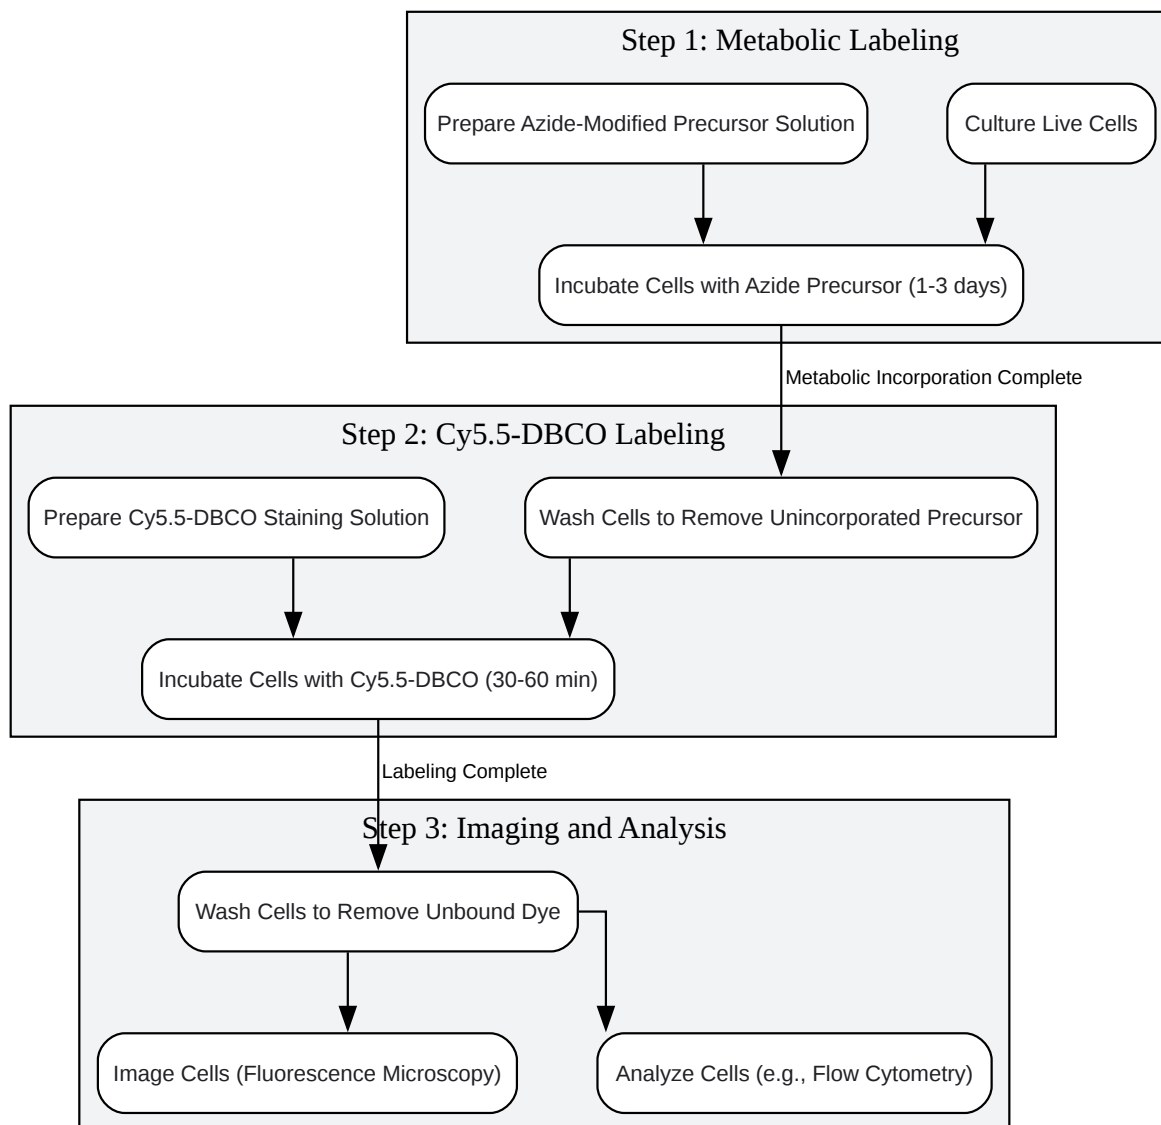 Step 1: Metabolic Labeling
Prepare Azide-Modified Precursor Solution
Culture Live Cells
Incubate Cells with Azide Precursor (1-3 days)
Metabolic Incorporation Complete
Step 2: Cy5.5-DBCO Labeling
Prepare Cy5.5-DBCO Staining Solution
Wash Cells to Remove Unincorporated Precursor
Incubate Cells with Cy5.5-DBCO (30-60 min)
Labeling Complete
Step 3: Imaging and Analysis
Wash Cells to Remove Unbound Dye
Image Cells (Fluorescence Microscopy)
Analyze Cells (e.g., Flow Cytometry)